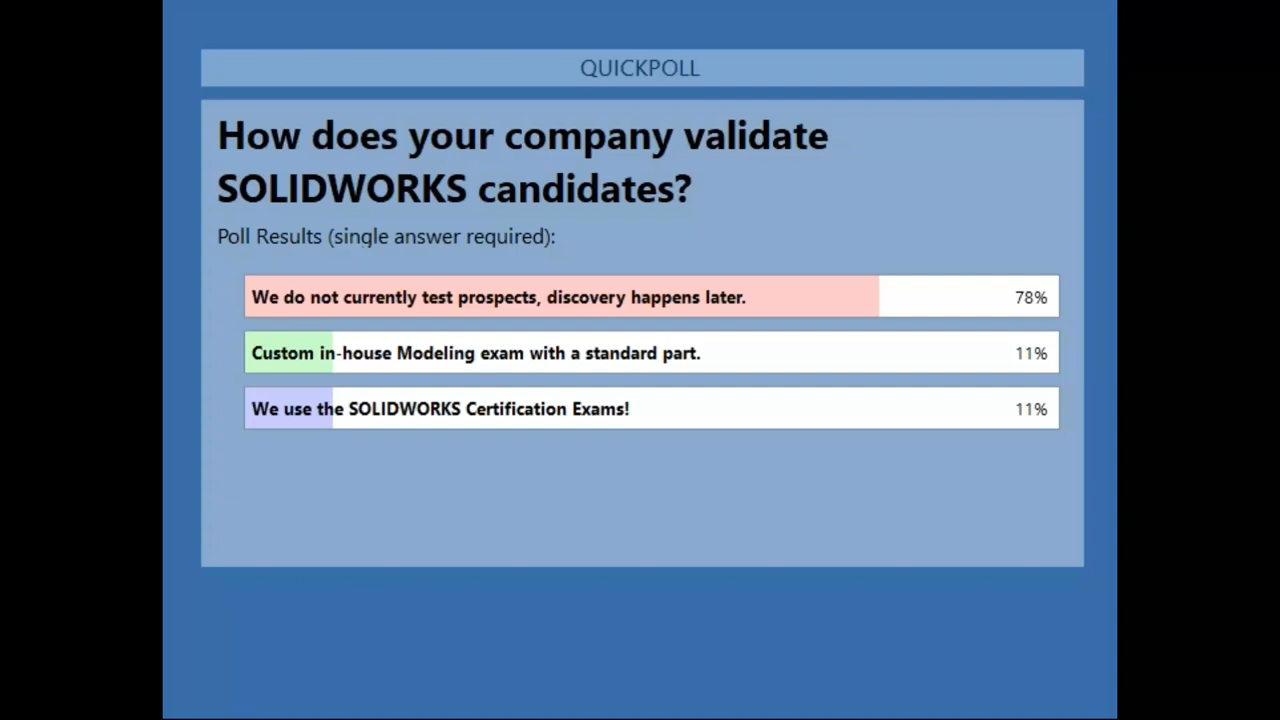 QUICKPOLL
How does your company validate
SOLIDWORKS candidates?
Poll Results (single answer required):
We do not currently test prospects, discovery happens later. 78%
Custom in-house Modeling exam with a standard part. 11%
We use the SOLIDWORKS Certification Exams! 11%